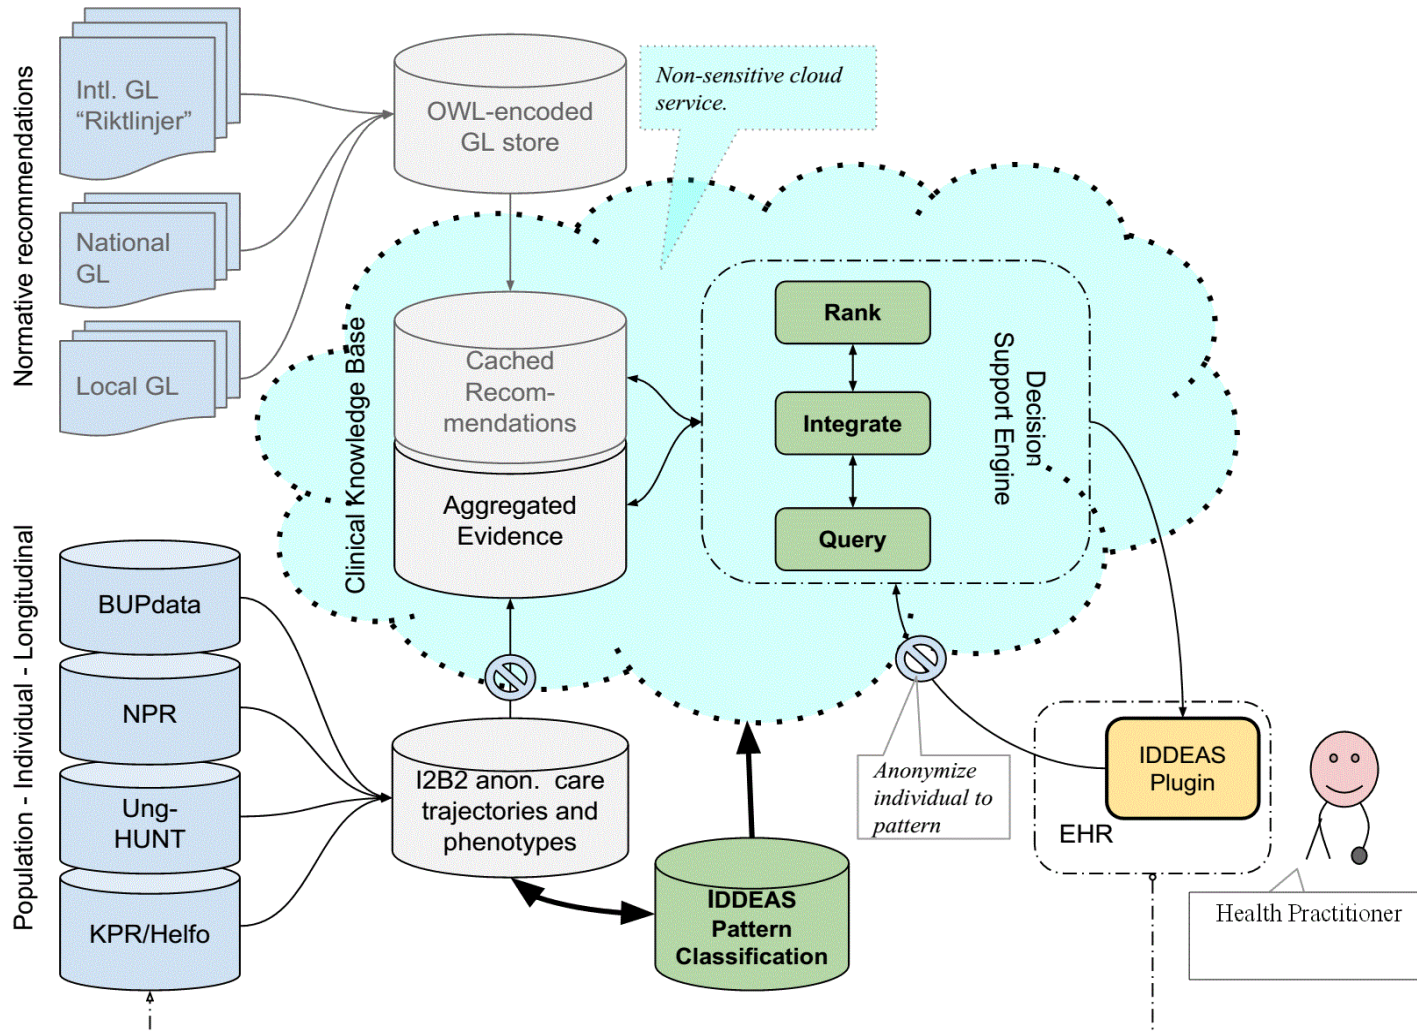 Normative recommendations
Intl. GL
“Riktlinjer”
National
GL
Local GL
OWL-encoded
GL store
Non-sensitive cloud
service.
Clinical Knowledge Base
Cached
Recom-
mendations
Aggregated
Evidence
Rank
Integrate
Query
Decision
Support Engine
Population - Individual - Longitudinal
BUPdata
NPR
Ung-
HUNT
KPR/Helfo
I2B2 anon. care
trajectories and
phenotypes
IDDEAS
Pattern
Classification
Anonymize
individual to
pattern
IDDEAS
Plugin
EHR
Health Practitioner